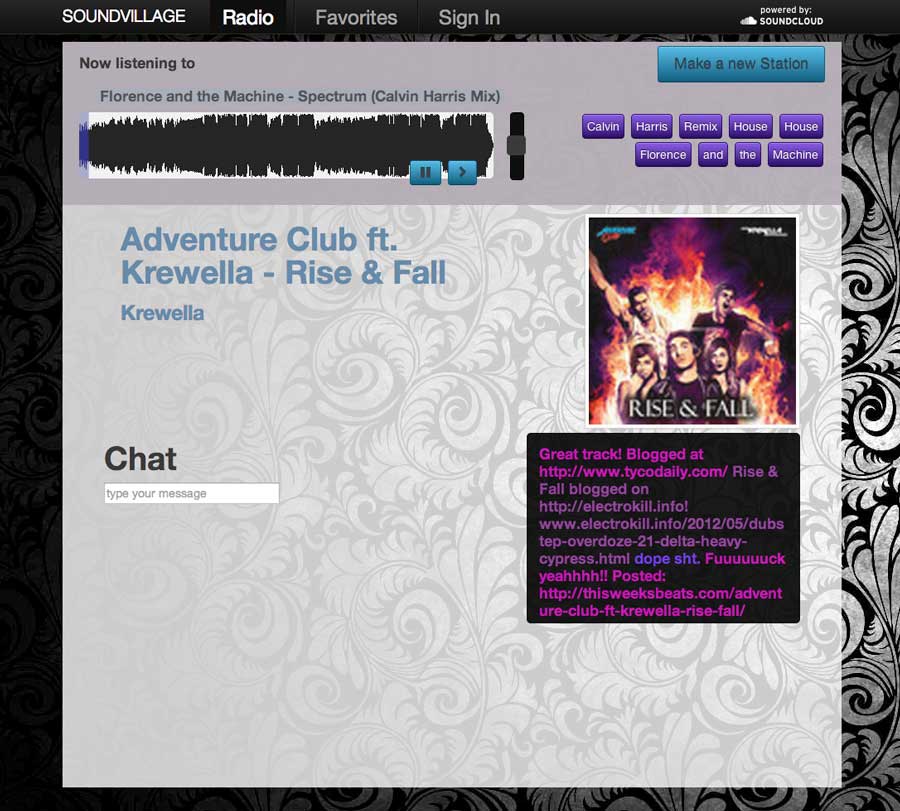 SOUNDVILLAGE
Radio
Favorites
Sign In
powered by:
SOUNDCLOUD
Now listening to
Make a new Station
Florence and the Machine - Spectrum (Calvin Harris Mix)
Calvin Harris Remix House House
Florence and the Machine
Adventure Club ft.
Krewella - Rise & Fall
Krewella
ADVENTURE
CLUB
KREWELLA
RISE & FALL
Chat
type your message
Great track! Blogged at
http://www.tycodaily.com/ Rise &
Fall blogged on
http://electrokill.info!
www.electrokill.info/2012/05/dubs
tep-overdoze-21-delta-heavy-
cypress.html dope sht. Fuuuuuuck
yeahhhh!! Posted:
http://thisweeksbeats.com/advent
ure-club-ft-krewella-rise-fall/